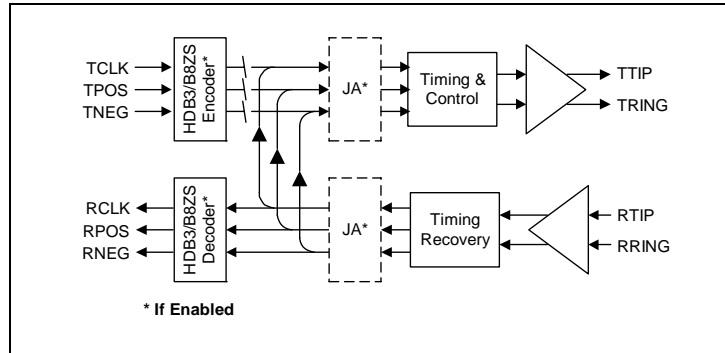 TCLK
TPOS
TNEG
HDB3/B8ZS
Encoder*
JA*
Timing &
Control
TTIP
TRING
RCLK
RPOS
RNEG
HDB3/B8ZS
Decoder*
JA*
Timing
Recovery
RTIP
RRING
* If Enabled